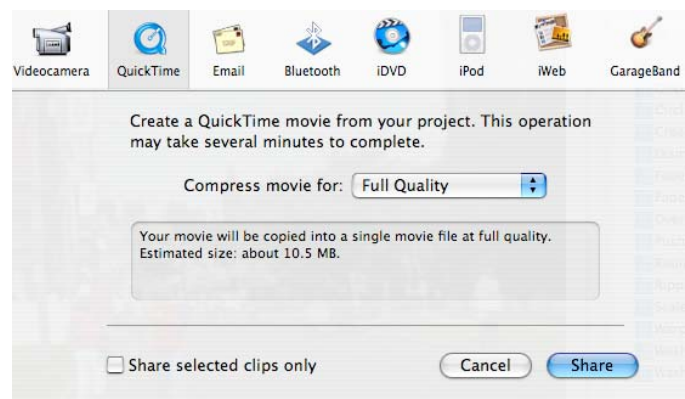 Videocamera QuickTime Email Bluetooth iDVD iPod iWeb GarageBand
Create a QuickTime movie from your project. This operation
may take several minutes to complete.
Compress movie for: Full Quality
Your movie will be copied into a single movie file at full quality.
Estimated size: about 10.5 MB.
Share selected clips only
Cancel
Share